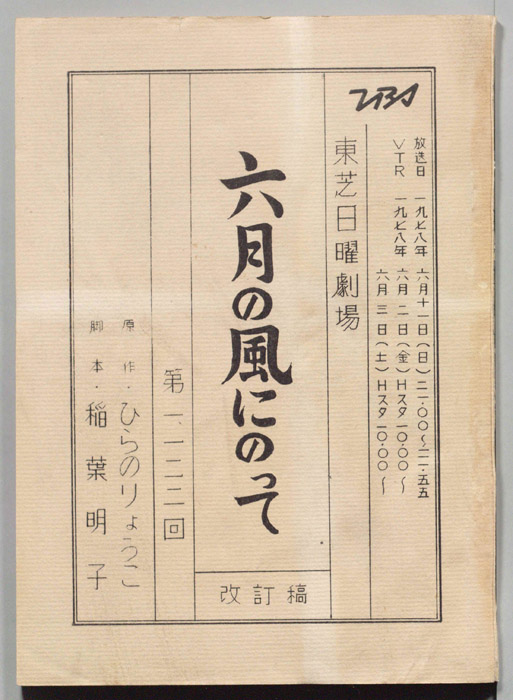 TBS
放送日 一九七八年 六月十一日(日)二一・〇〇〜二一・五五
VTR 一九七八年 六月二日(金)Hスタ一〇・〇〇〜
六月三日(土)Hスタ一〇・〇〇〜
東芝日曜劇場
六月の風にのって
改訂稿
第一、一二二回
原作・ひらのりょうこ
脚本・稲葉明子